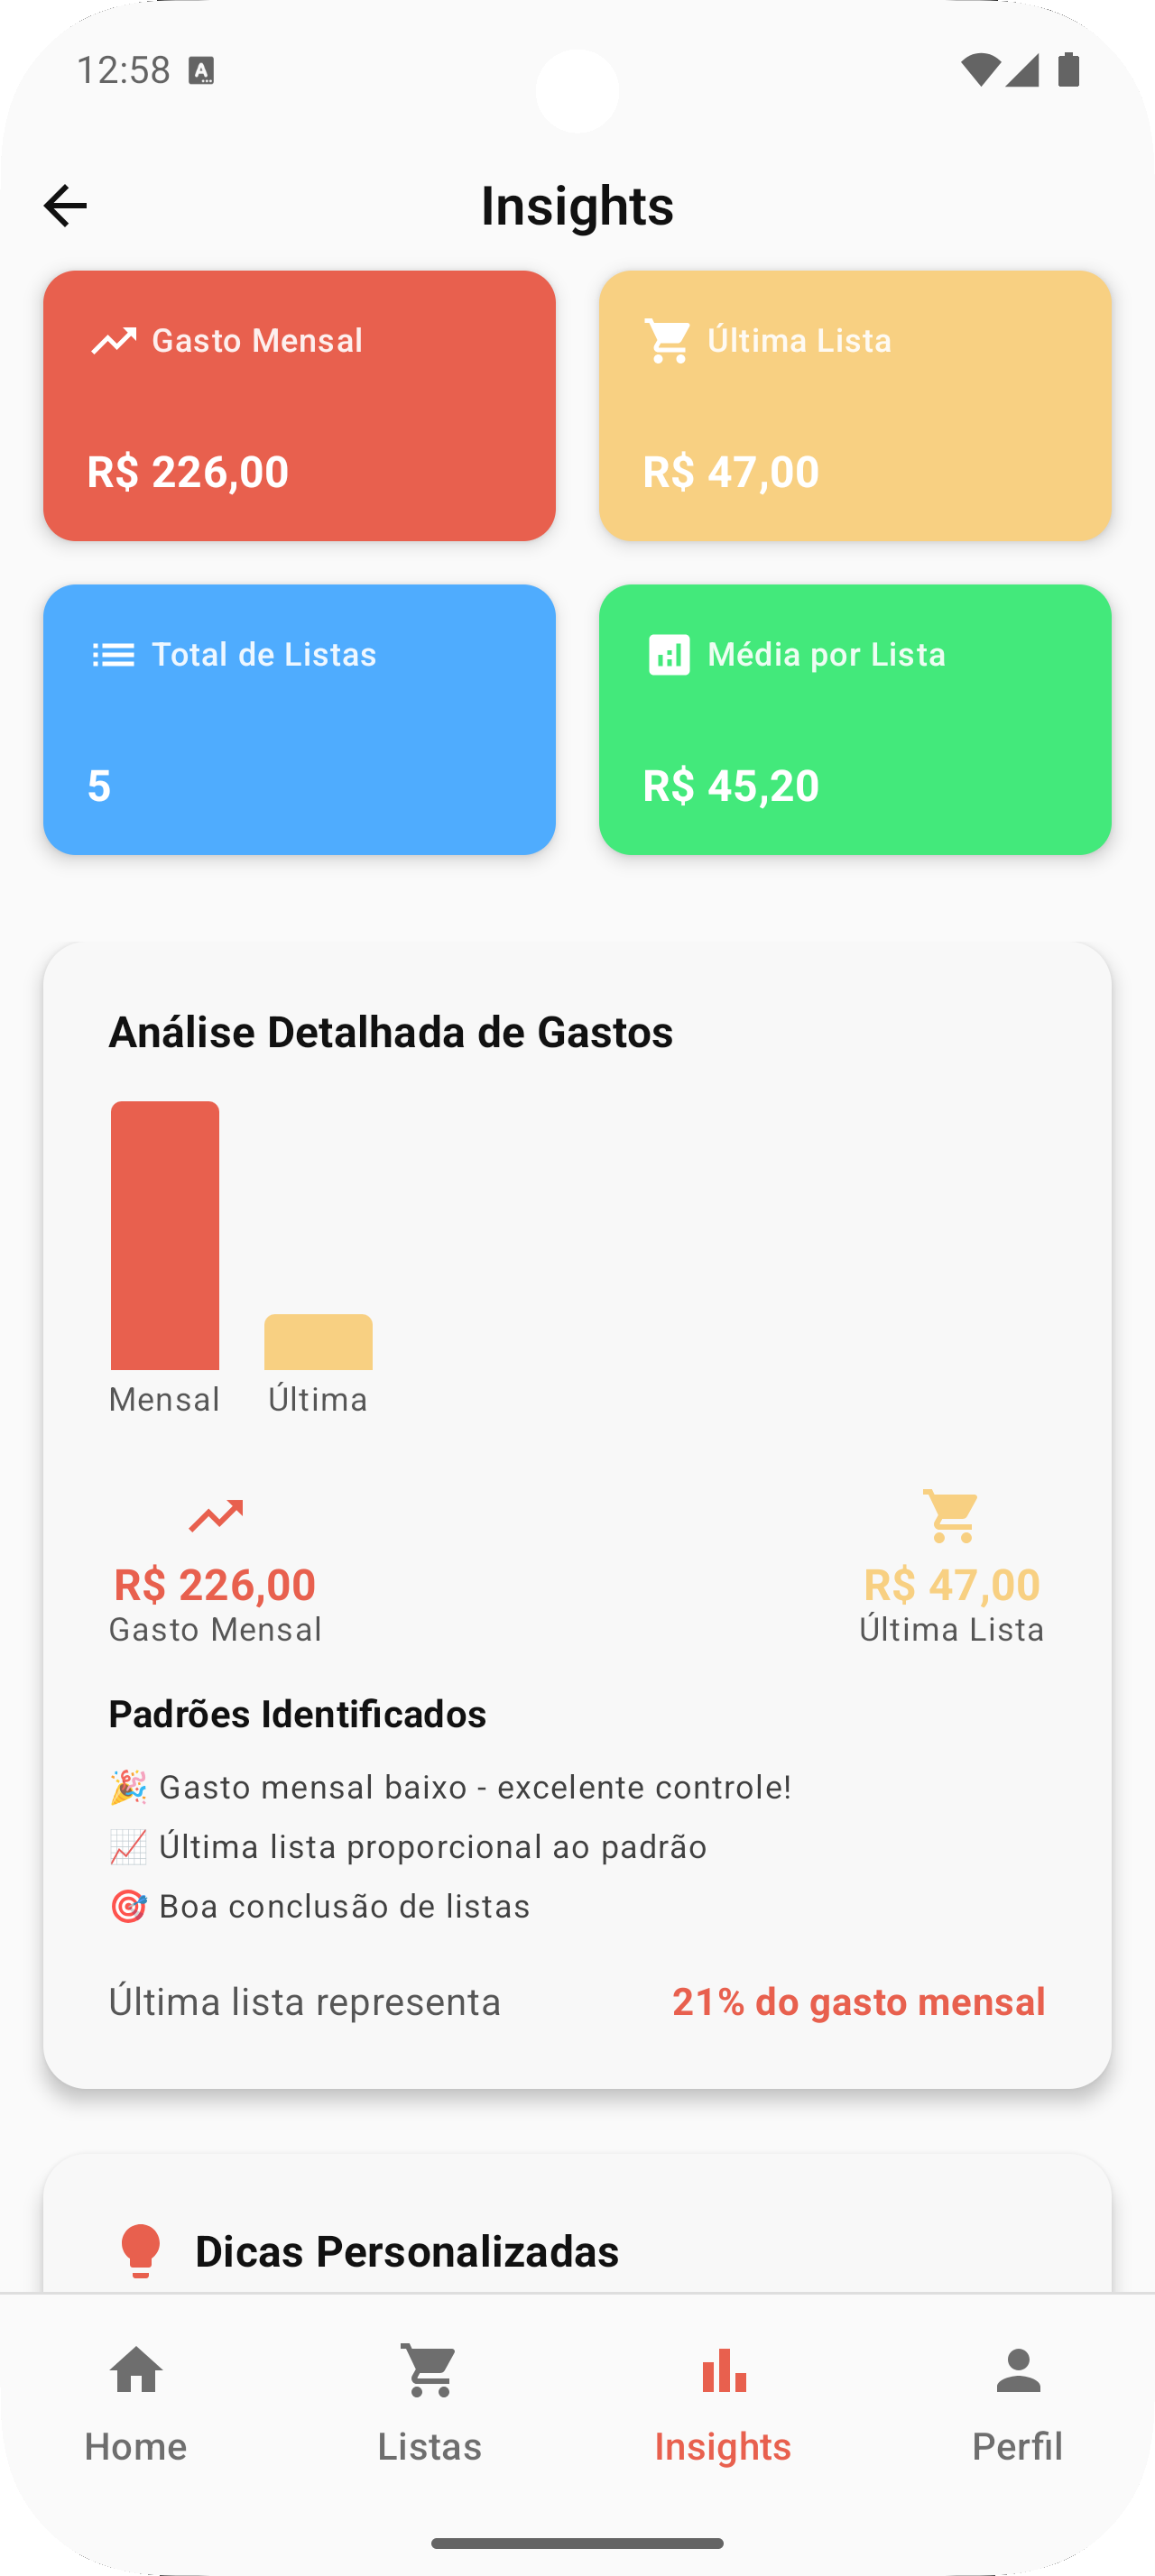 12:58
Insights
Gasto Mensal
R$ 226,00
Última Lista
R$ 47,00
Total de Listas
5
Média por Lista
R$ 45,20
Análise Detalhada de Gastos
Mensal
Última
R$ 226,00
Gasto Mensal
R$ 47,00
Última Lista
Padrões Identificados
🎉 Gasto mensal baixo - excelente controle!
📈 Última lista proporcional ao padrão
🎯 Boa conclusão de listas
Última lista representa 21% do gasto mensal
Dicas Personalizadas
Home
Listas
Insights
Perfil